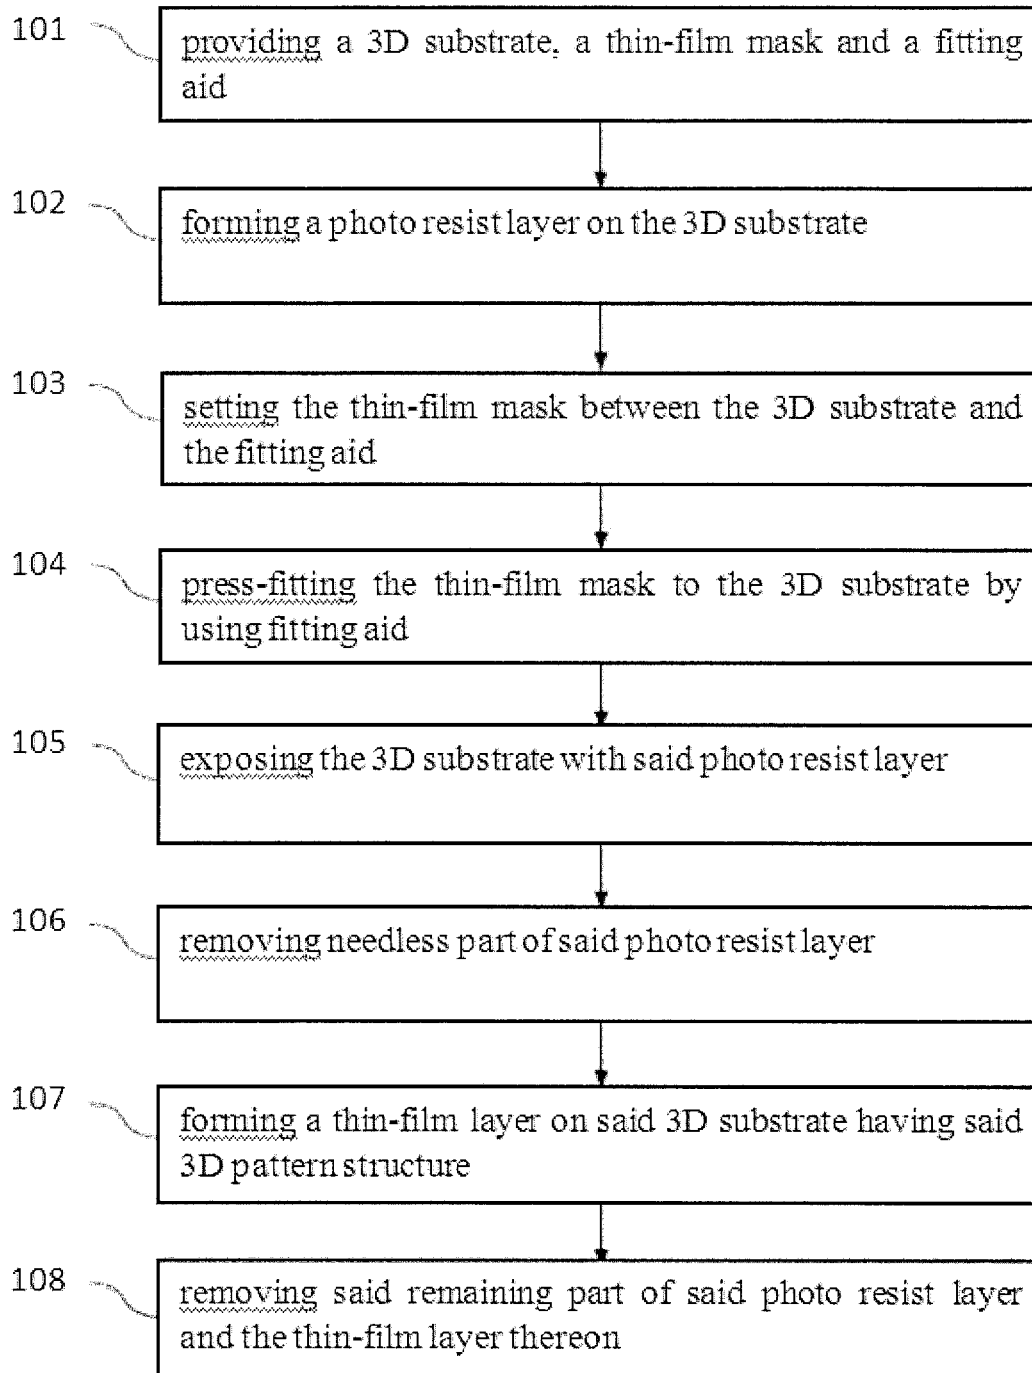 101
providing a 3D substrate, a thin-film mask and a fitting
aid
102
forming a photo resist layer on the 3D substrate
103
setting the thin-film mask between the 3D substrate and
the fitting aid
104
press-fitting the thin-film mask to the 3D substrate by
using fitting aid
105
exposing the 3D substrate with said photo resist layer
106
removing needless part of said photo resist layer
107
forming a thin-film layer on said 3D substrate having said
3D pattern structure
108
removing said remaining part of said photo resist layer
and the thin-film layer thereon